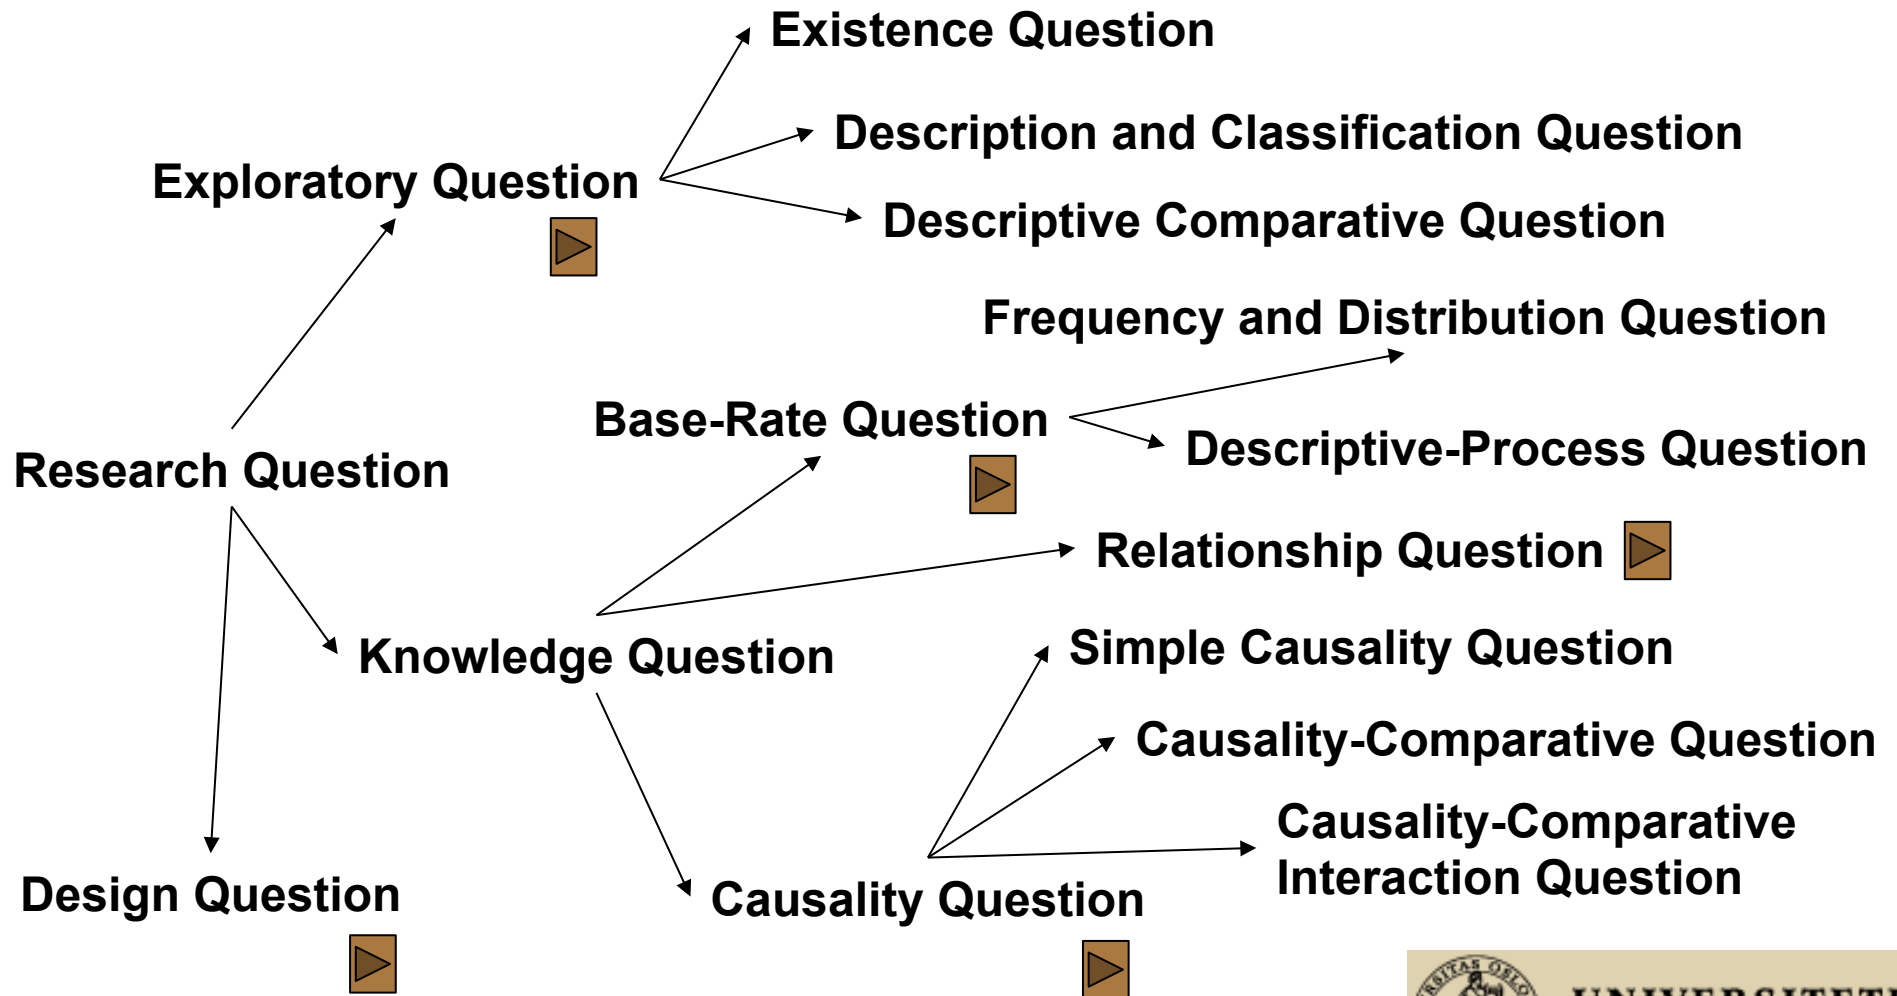 Existence Question
Description and Classification Question
Exploratory Question
Descriptive Comparative Question
Frequency and Distribution Question
Base-Rate Question
Descriptive-Process Question
Research Question
Relationship Question
Simple Causality Question
Knowledge Question
Causality-Comparative Question
Causality-Comparative
Interaction Question
Design Question
Causality Question